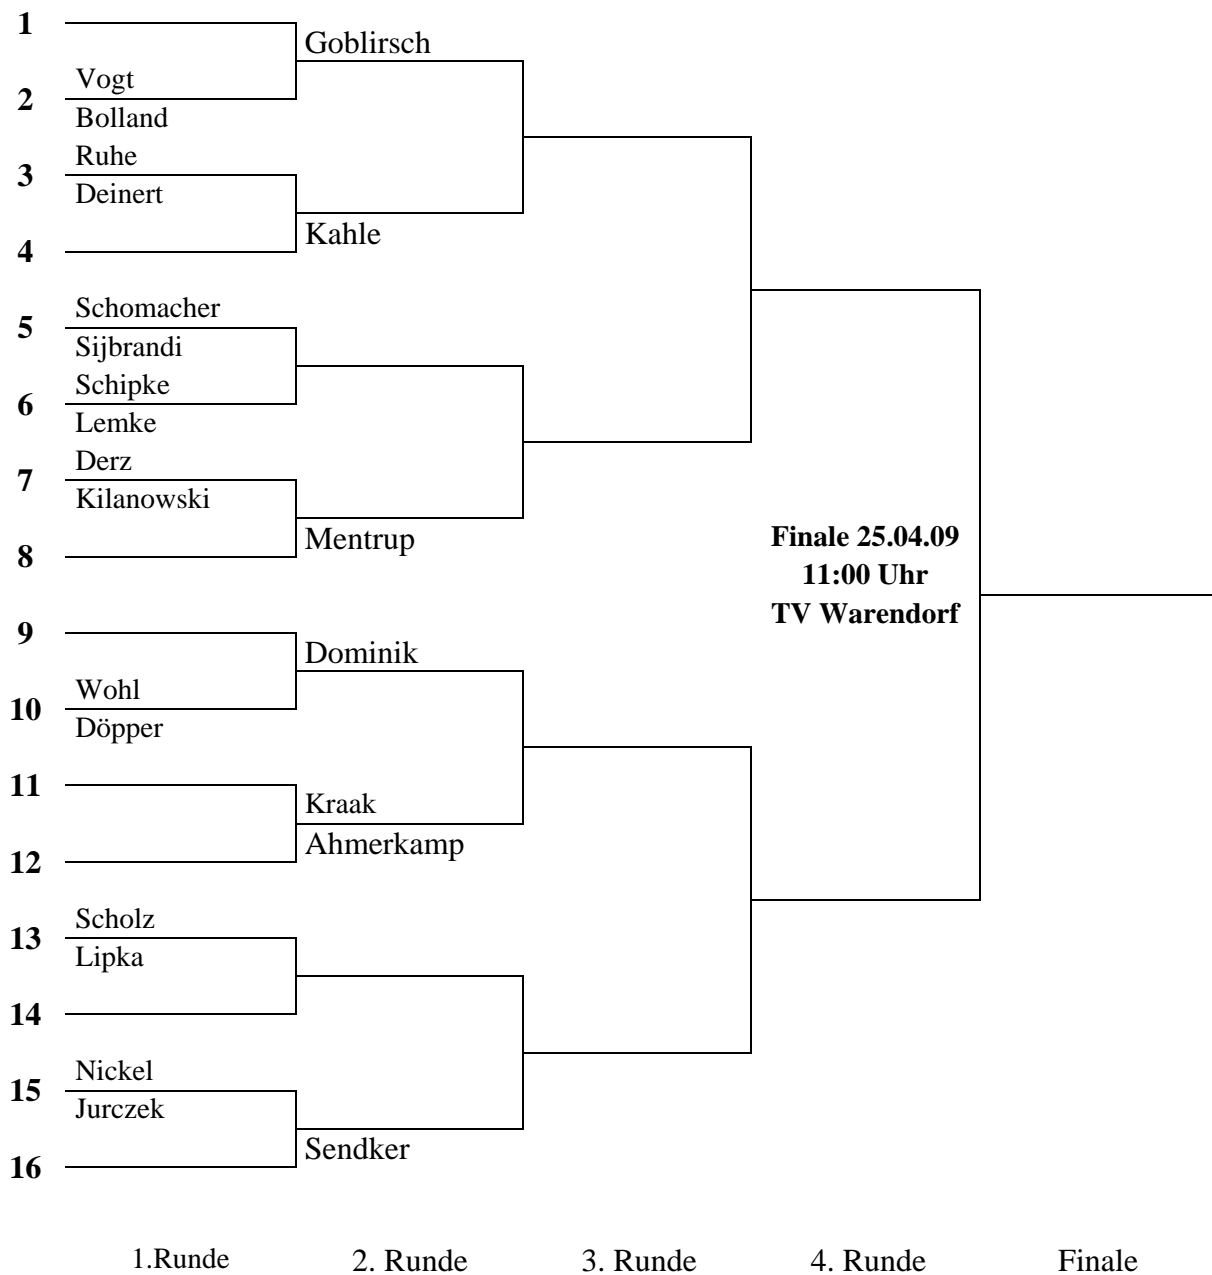 1
Goblirsch
Vogt
2
Bolland
Ruhe
3
Deinert
Kahle
4
Schomacher
5
Sijbrandi
Schipke
6
Lemke
Derz
7
Kilanowski
Mentrup
8
Finale 25.04.09
11:00 Uhr
TV Warendorf
9
Dominik
Wohl
10
Döpper
11
Kraak
Ahmerkamp
12
Scholz
13
Lipka
14
Nickel
15
Jurczek
Sendker
16
1.Runde 2. Runde 3. Runde 4. Runde Finale